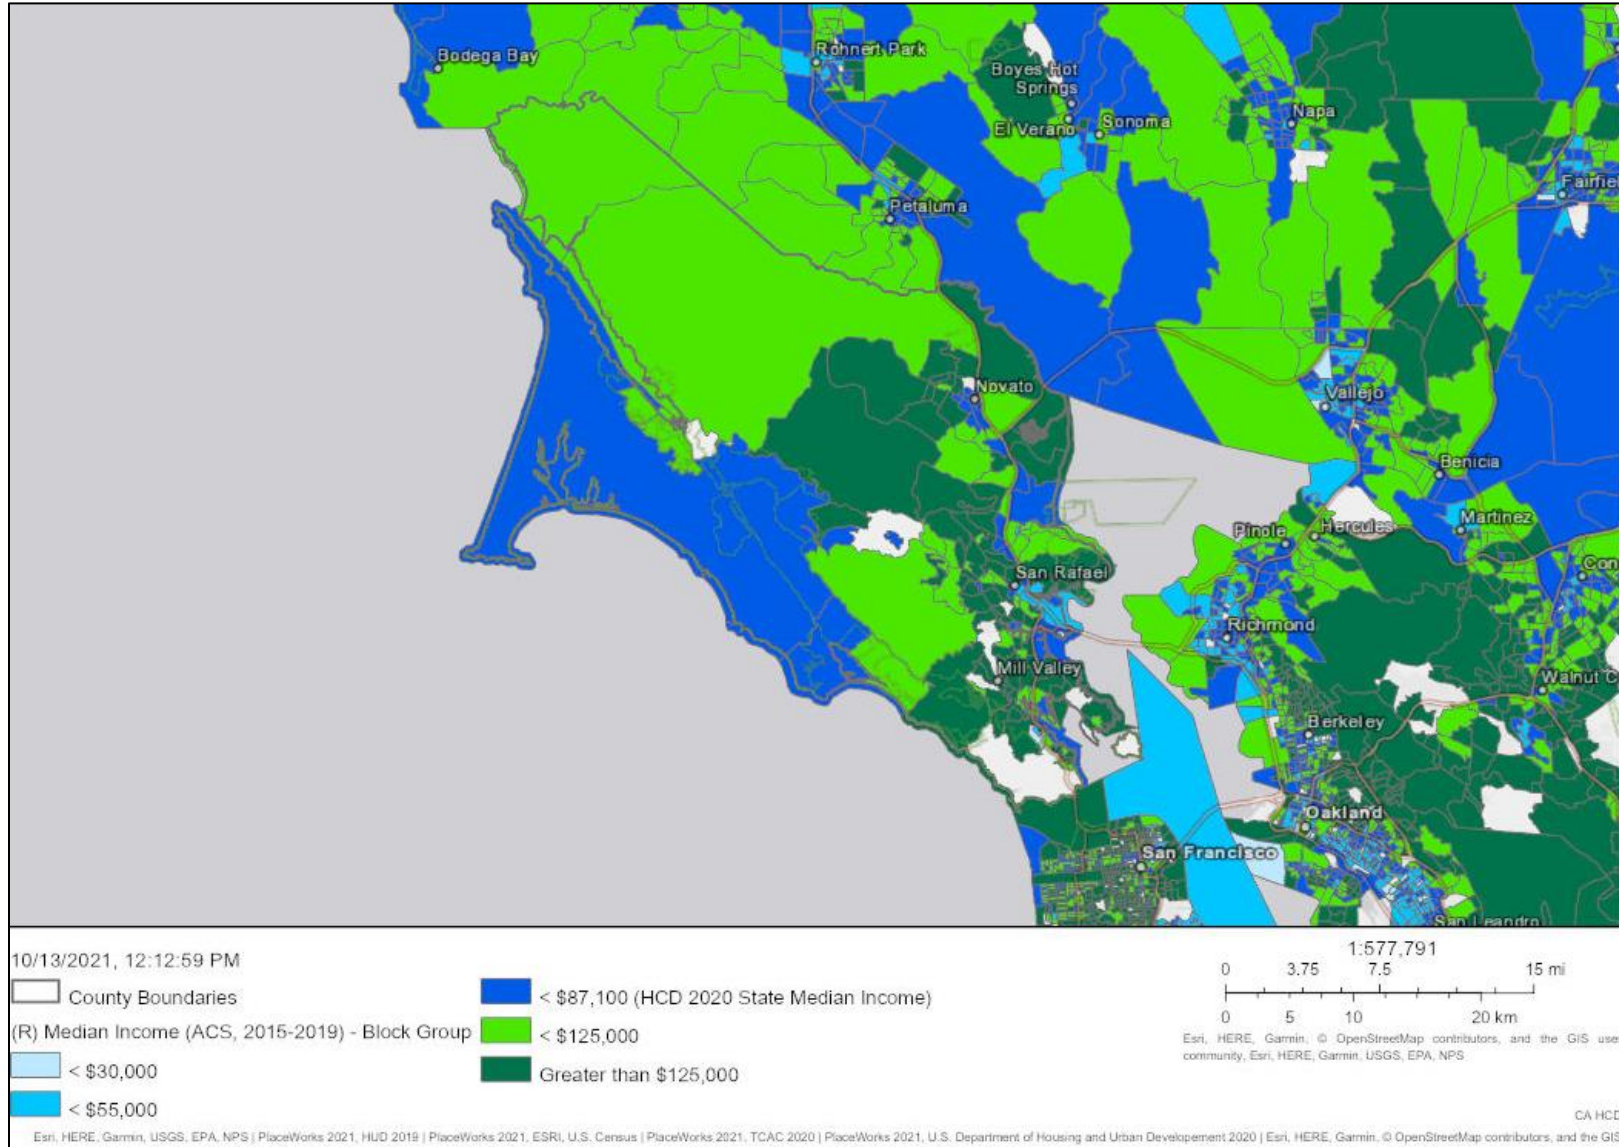 Bodega Bay
Rohnert Park
Boyes Hot
Springs
El Verano
Sonoma
Napa
Fairfie
Petaluma
Novato
Vallejo
Benicia
Martinez
Pinole
Hercules
Con
San Rafael
Richmond
Mill Valley
Walnut C
Berkeley
Oakland
San Francisco
San Leandro
10/13/2021, 12:12:59 PM
County Boundaries
(R) Median Income (ACS, 2015-2019) - Block Group
< $30,000
< $55,000
< $87,100 (HCD 2020 State Median Income)
< $125,000
Greater than $125,000
1:577,791
0 3.75 7.5 15 mi
0 5 10 20 km
Esri, HERE, Garmin, © OpenStreetMap contributors, and the GIS use
community, Esri, HERE, Garmin, USGS, EPA, NPS
CA HCD
Esri, HERE, Garmin, USGS, EPA, NPS | PlaceWorks 2021, HUD 2019 | PlaceWorks 2021, ESRI, U.S. Census | PlaceWorks 2021, TCAC 2020 | PlaceWorks 2021, U.S. Department of Housing and Urban Developement 2020 | Esri, HERE, Garmin, © OpenStreetMap contributors, and the GIS